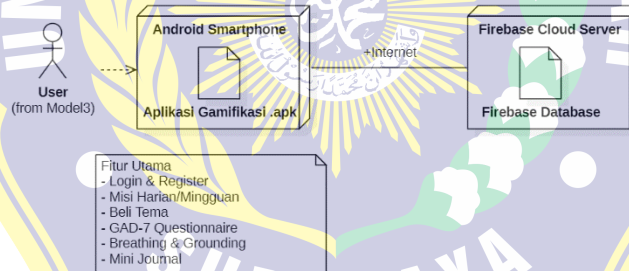 Android Smartphone
Firebase Cloud Server
+Internet
User
(from Model3)
Aplikasi Gamifikasi .apk
Firebase Database
Fitur Utama
- Login & Register
- Misi Harian/Mingguan
- Beli Tema
- GAD-7 Questionnaire
- Breathing & Grounding
- Mini Journal